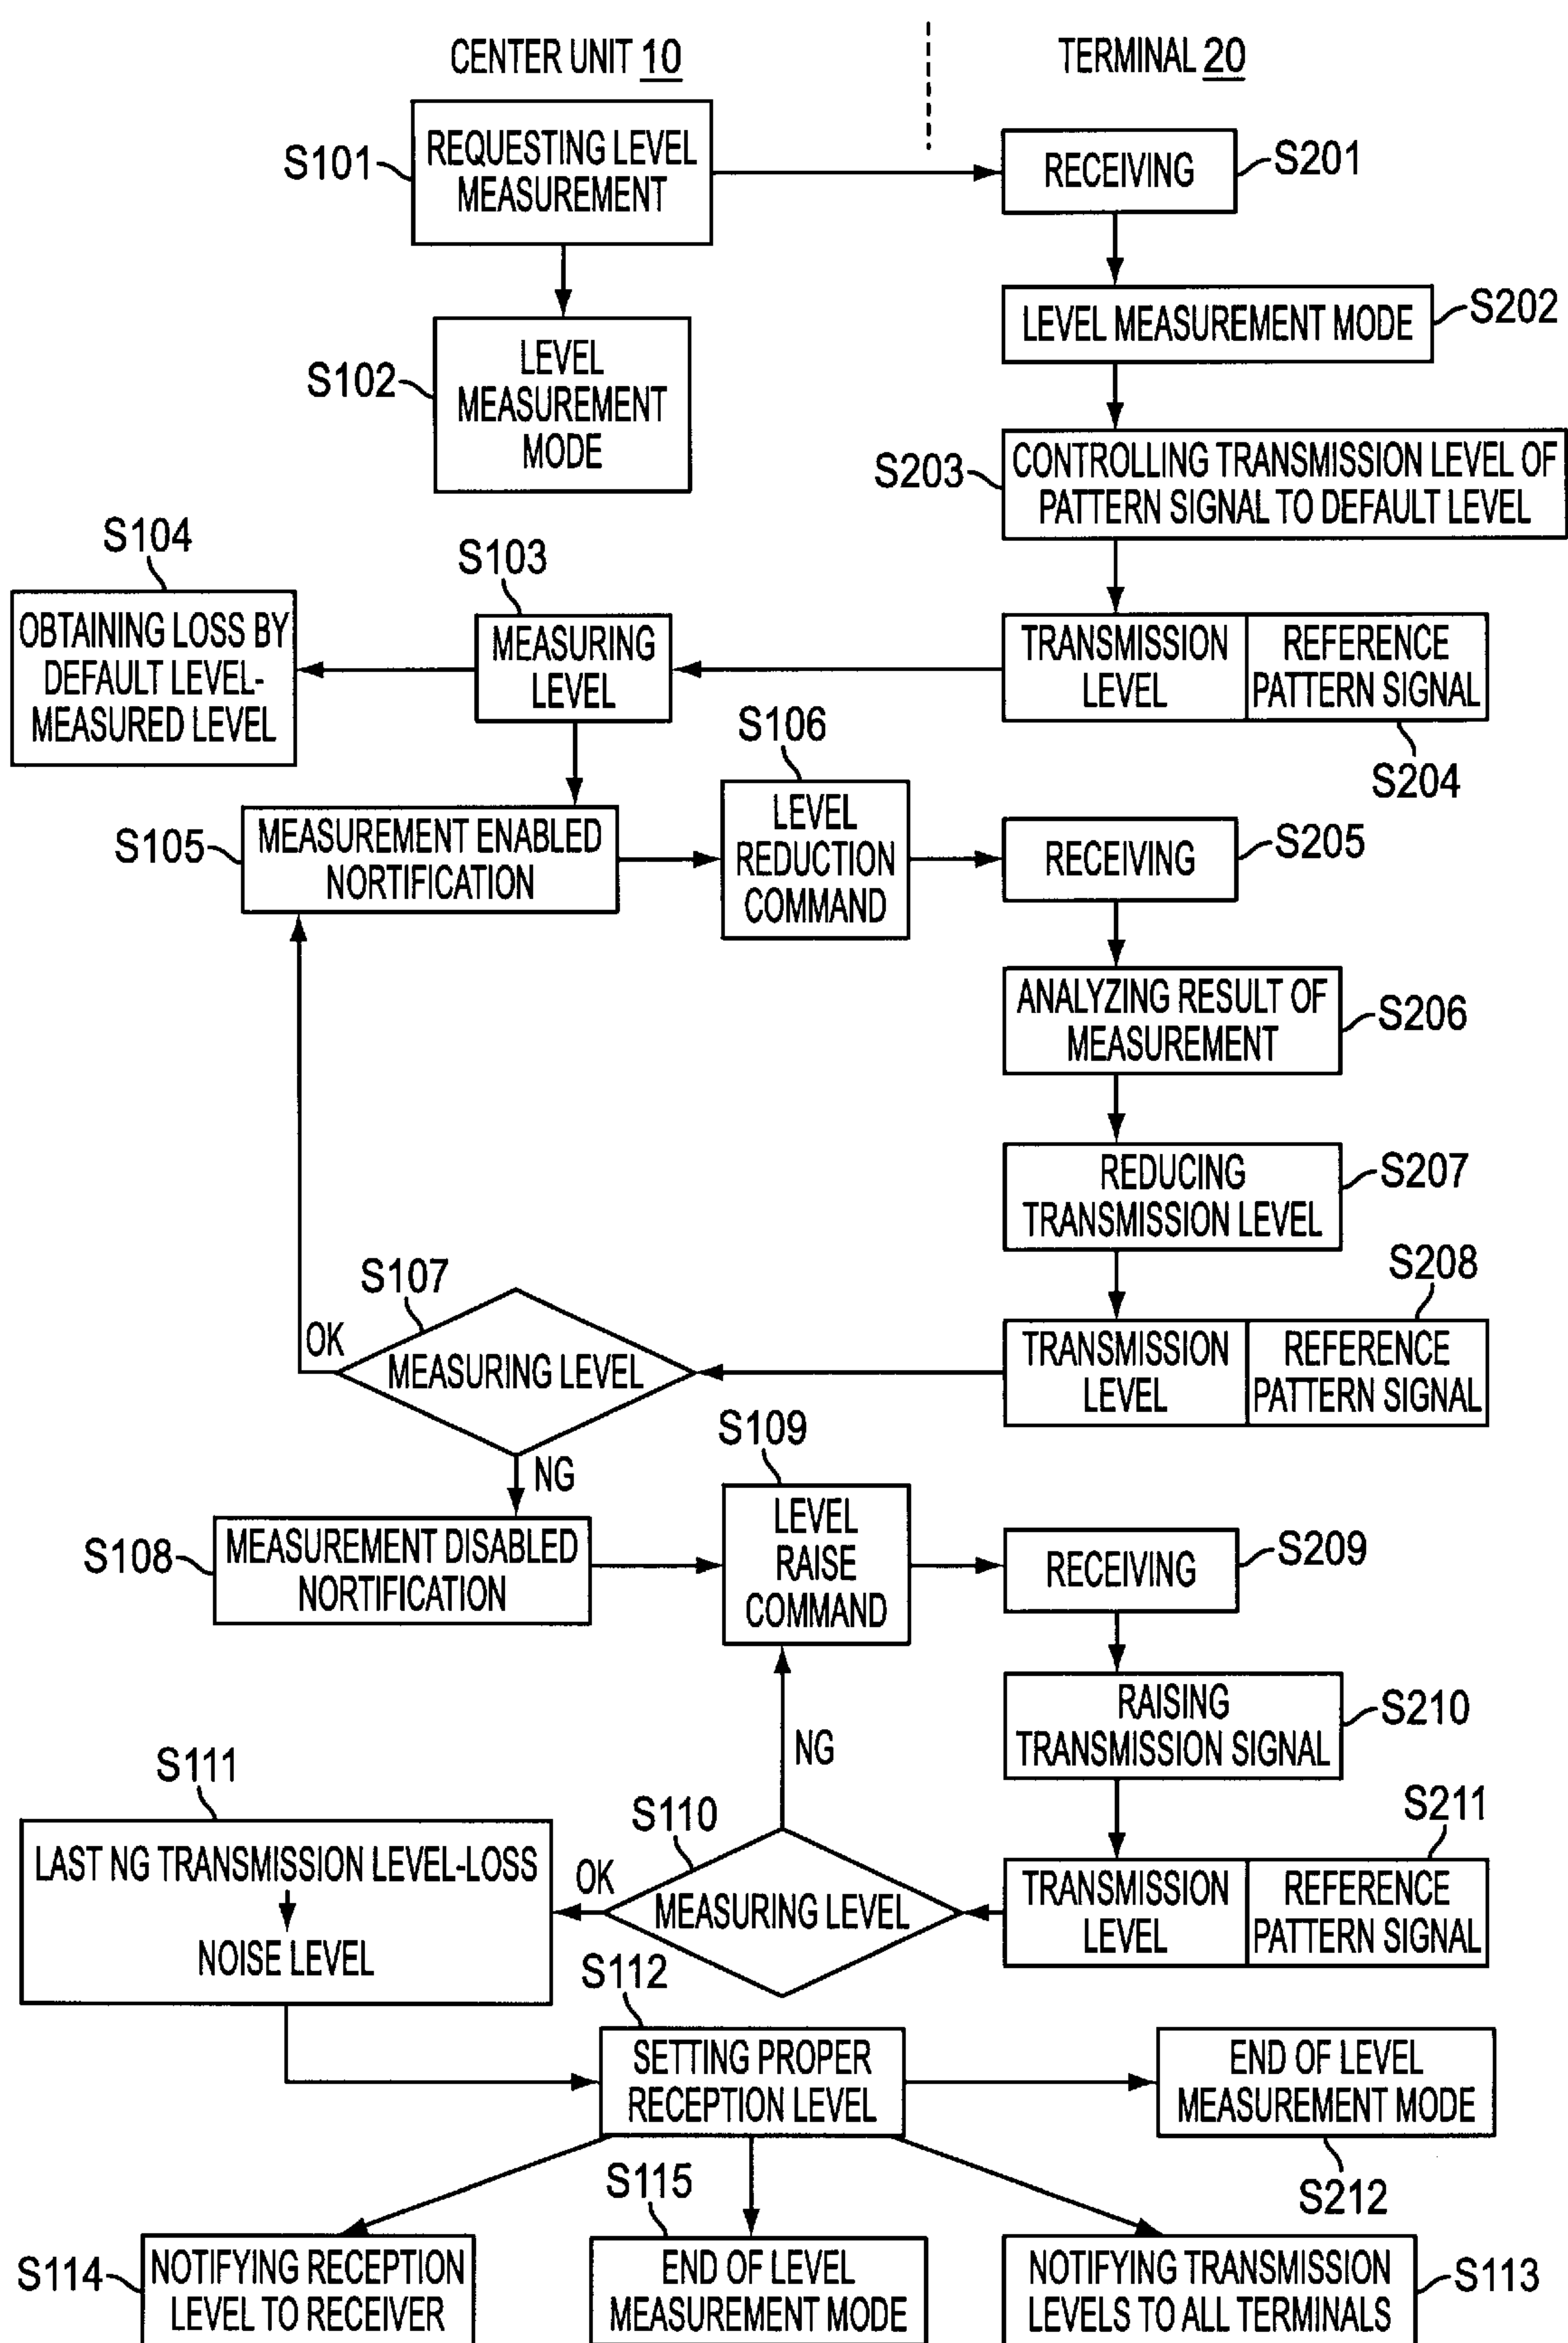 CENTER UNIT 10
TERMINAL 20
S101
REQUESTING LEVEL
MEASUREMENT
RECEIVING
S201
LEVEL MEASUREMENT MODE
S202
S102
LEVEL
MEASUREMENT
MODE
S203
CONTROLLING TRANSMISSION LEVEL OF
PATTERN SIGNAL TO DEFAULT LEVEL
S104
OBTAINING LOSS BY
DEFAULT LEVEL-
MEASURED LEVEL
S103
MEASURING
LEVEL
TRANSMISSION
LEVEL
REFERENCE
PATTERN SIGNAL
S204
S105
MEASUREMENT ENABLED
NORTIFICATION
S106
LEVEL
REDUCTION
COMMAND
RECEIVING
S205
ANALYZING RESULT OF
MEASUREMENT
S206
REDUCING
TRANSMISSION LEVEL
S207
S107
OK
MEASURING LEVEL
NG
S208
TRANSMISSION
LEVEL
REFERENCE
PATTERN SIGNAL
S108
MEASUREMENT DISABLED
NORTIFICATION
S109
LEVEL
RAISE
COMMAND
RECEIVING
S209
RAISING
TRANSMISSION SIGNAL
S210
NG
S111
LAST NG TRANSMISSION LEVEL-LOSS
NOISE LEVEL
S110
OK
MEASURING LEVEL
S211
TRANSMISSION
LEVEL
REFERENCE
PATTERN SIGNAL
S112
SETTING PROPER
RECEPTION LEVEL
END OF LEVEL
MEASUREMENT MODE
S212
S114
NOTIFYING RECEPTION
LEVEL TO RECEIVER
S115
END OF LEVEL
MEASUREMENT MODE
NOTIFYING TRANSMISSION
LEVELS TO ALL TERMINALS
S113